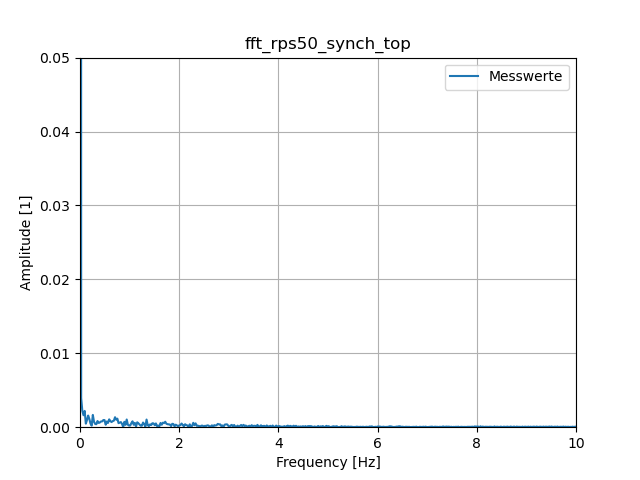 fft_rps50_synch_top
Messwerte
0.05
0.04
0.03
0.02
0.01
0.00
Amplitude [1]
0 2 4 6 8 10
Frequency [Hz]